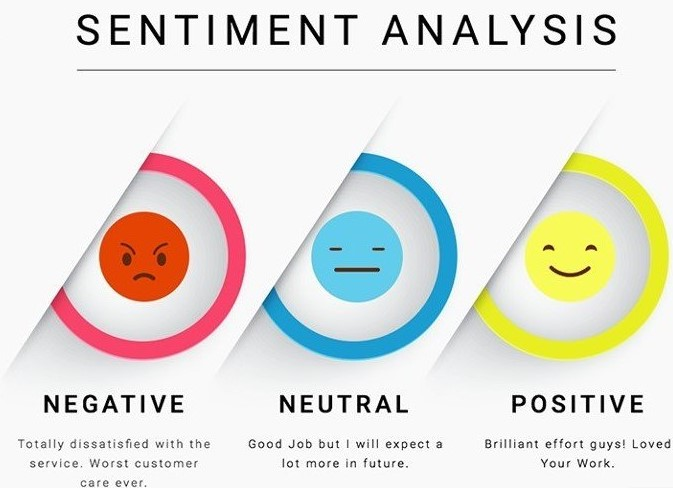 SENTIMENT ANALYSIS
NEGATIVE
Totally dissatisfied with the
service. Worst customer
care ever.
NEUTRAL
Good Job but I will expect a
lot more in future.
POSITIVE
Brilliant effort guys! Loved
Your Work.